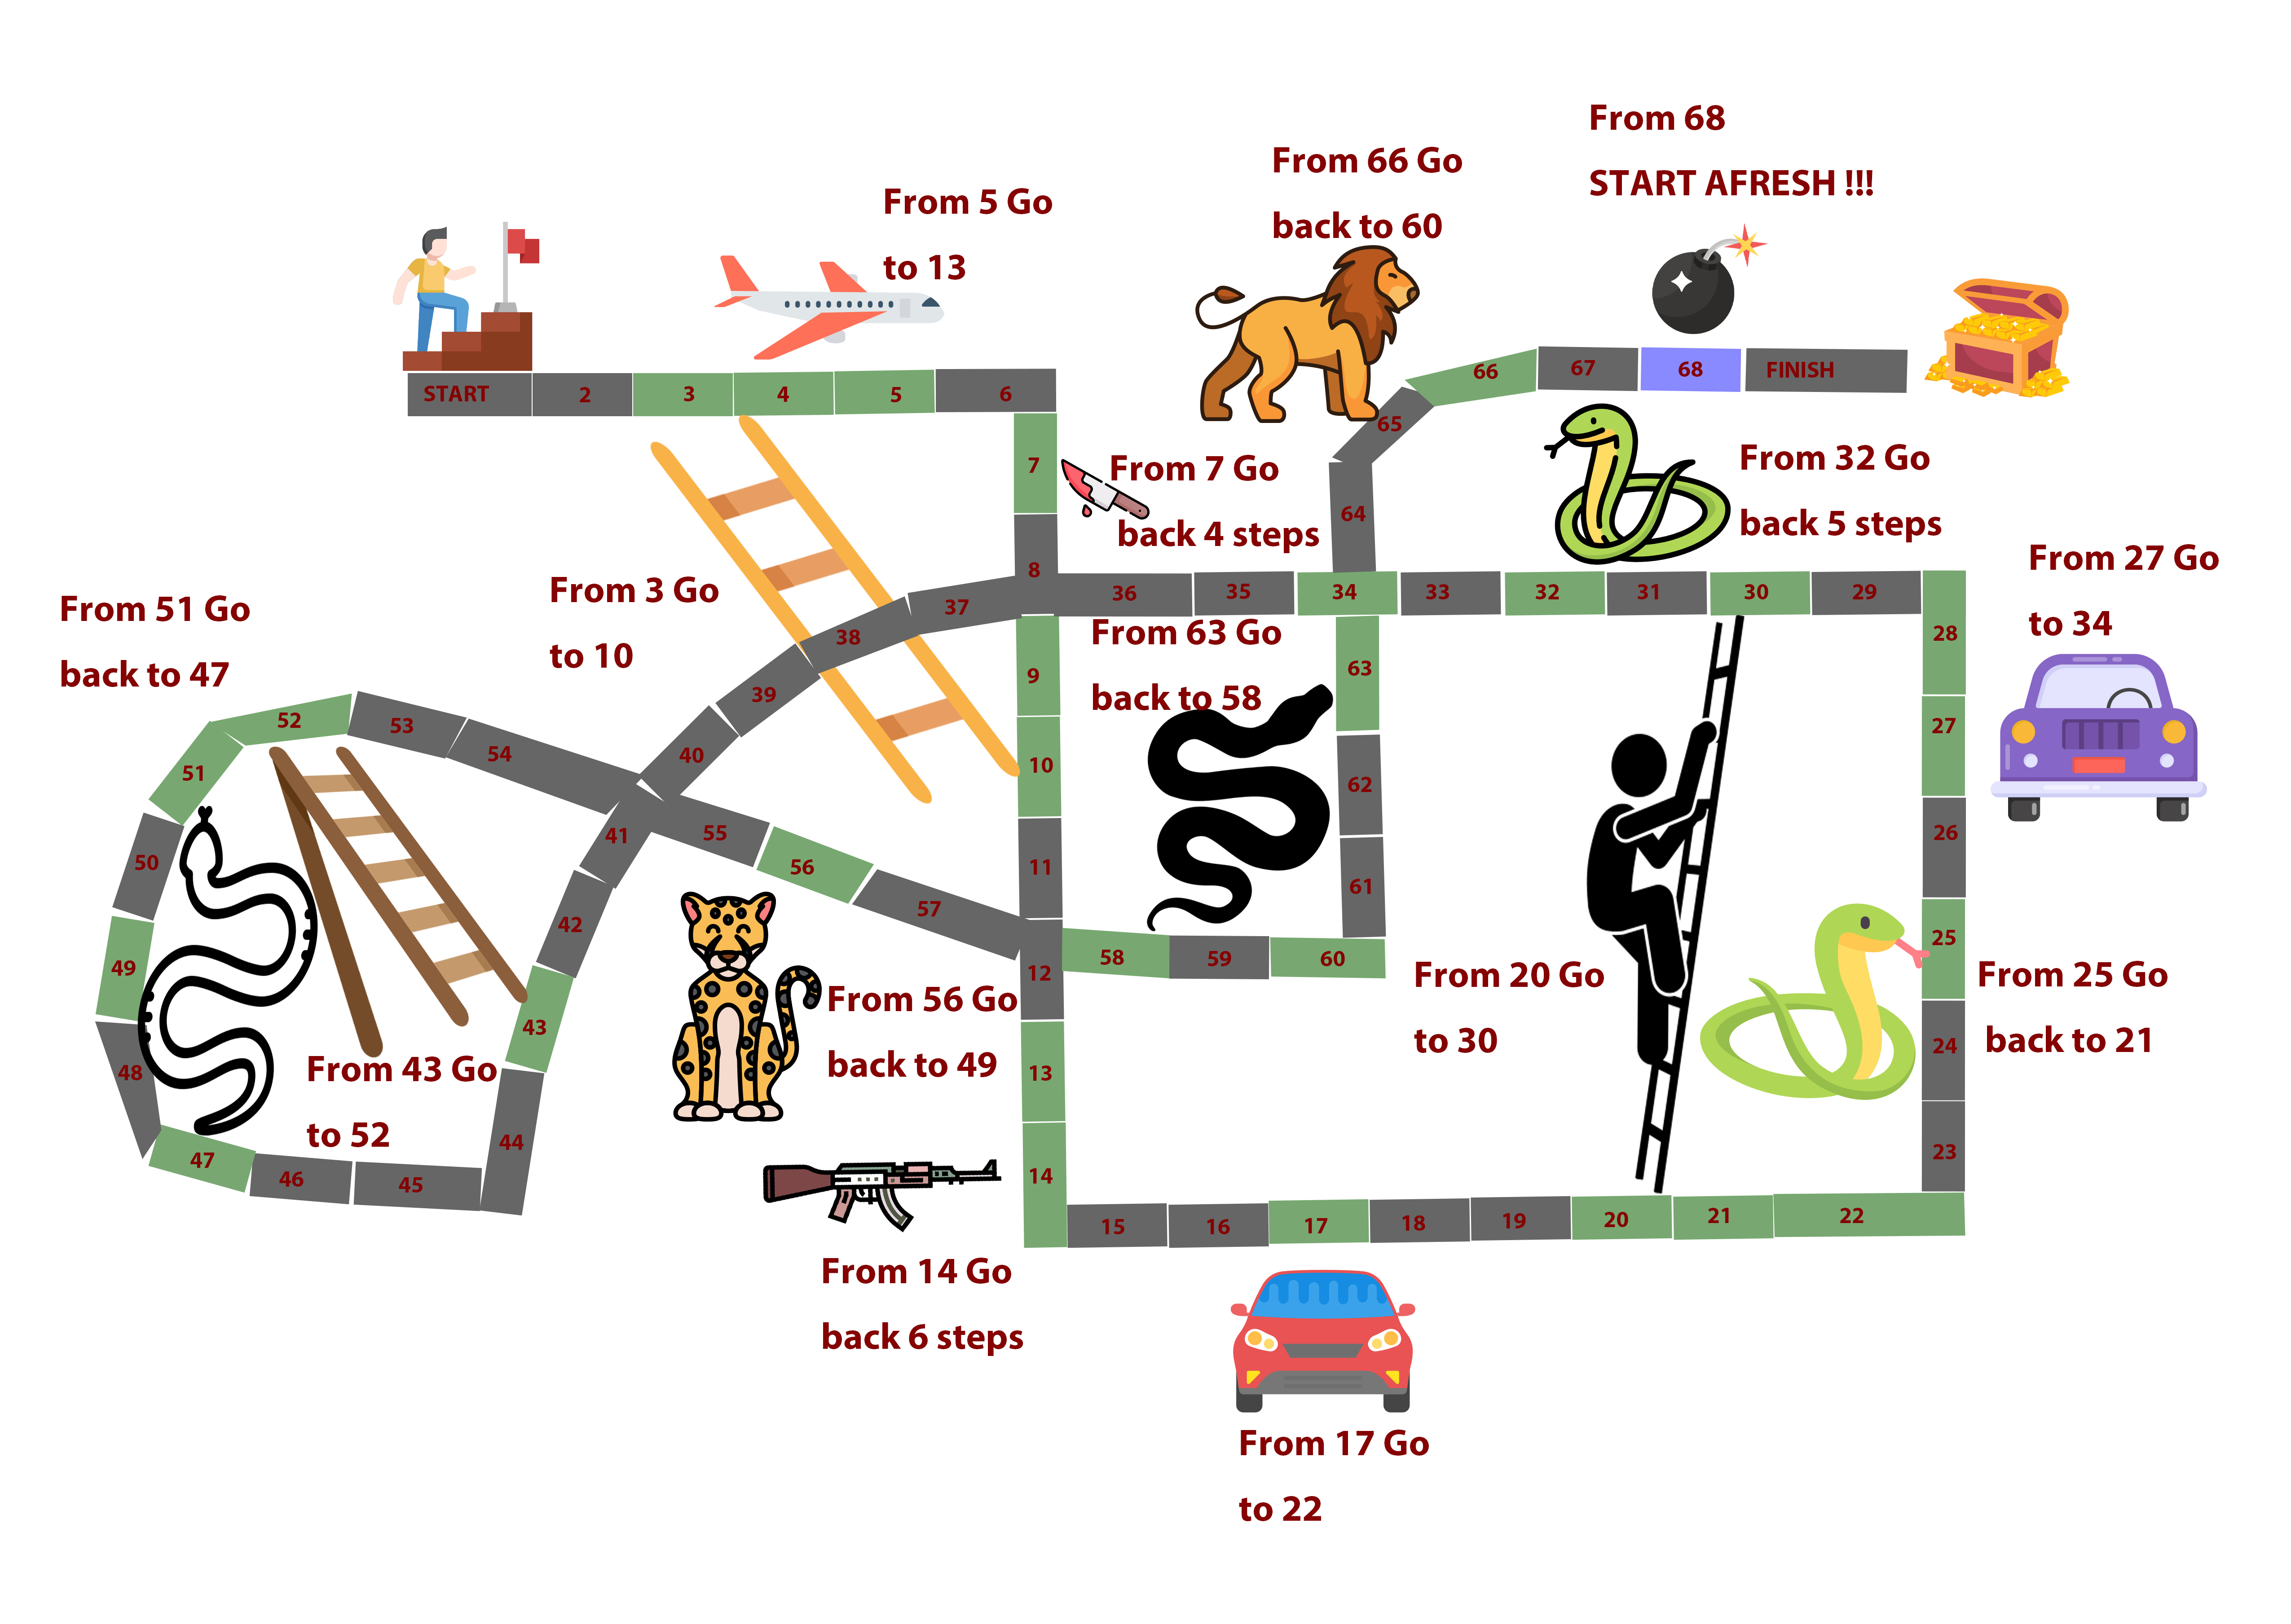 From 68
START AFRESH !!!
From 66 Go
back to 60
From 5 Go
to 13
START
2
3
4
5
6
66
67
68
FINISH
65
7
From 7 Go
back 4 steps
64
From 32 Go
back 5 steps
8
37
36
35
34
33
32
31
30
29
28
From 27 Go
to 34
From 3 Go
to 10
From 51 Go
back to 47
38
39
40
9
From 63 Go
back to 58
63
27
52
53
54
51
10
62
26
41
55
56
50
11
61
42
57
25
49
12
58
59
60
From 20 Go
to 30
From 25 Go
back to 21
From 56 Go
back to 49
43
48
From 43 Go
to 52
13
24
44
47
46
45
14
23
15
16
17
18
19
20
21
22
From 14 Go
back 6 steps
From 17 Go
to 22